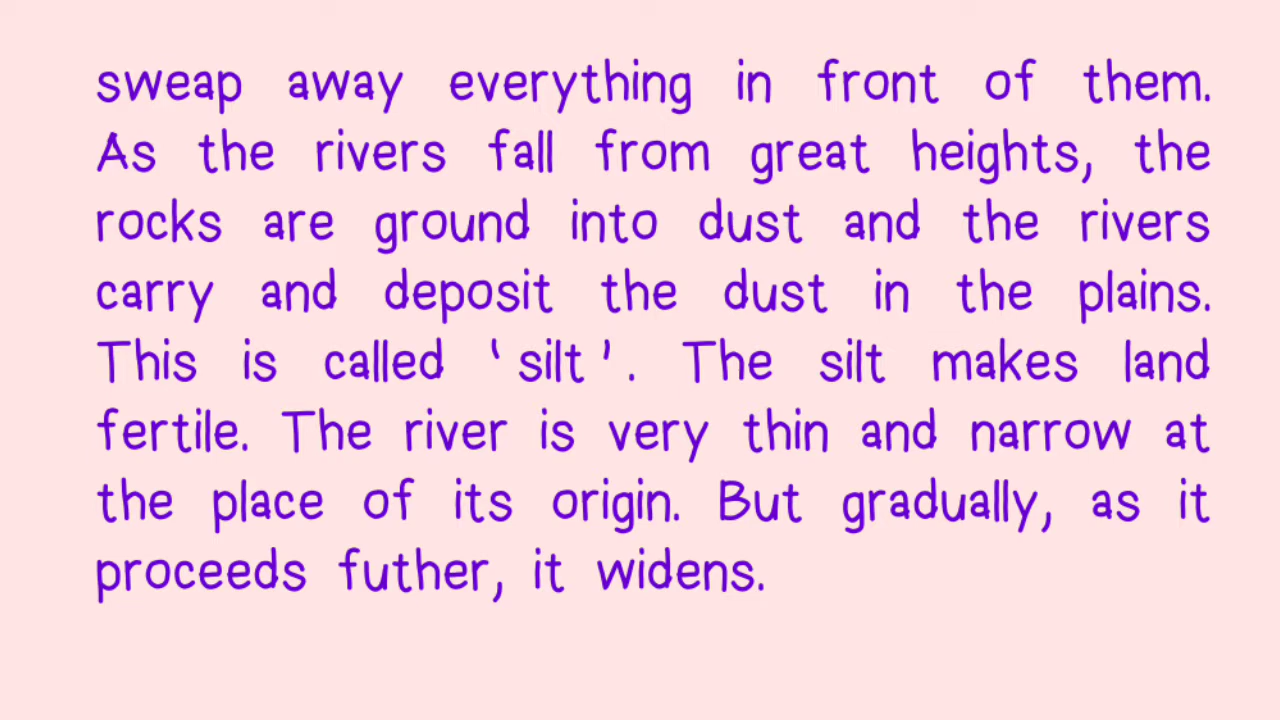 sweap away everything in front of them.
As the rivers fall from great heights, the
rocks are ground into dust and the rivers
carry and deposit the dust in the plains.
This is called ‘silt’. The silt makes land
fertile. The river is very thin and narrow at
the place of its origin. But gradually, as it
proceeds futher, it widens.